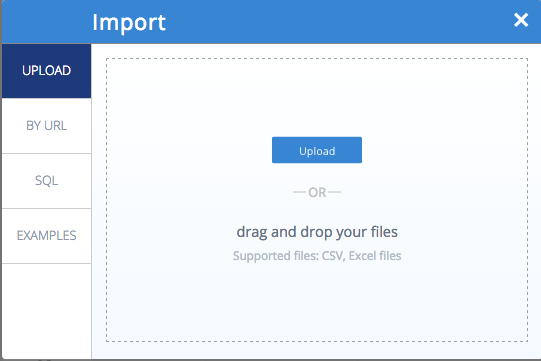 Import
×
UPLOAD
BY URL
SQL
EXAMPLES
Upload
OR
drag and drop your files
Supported files: CSV, Excel files